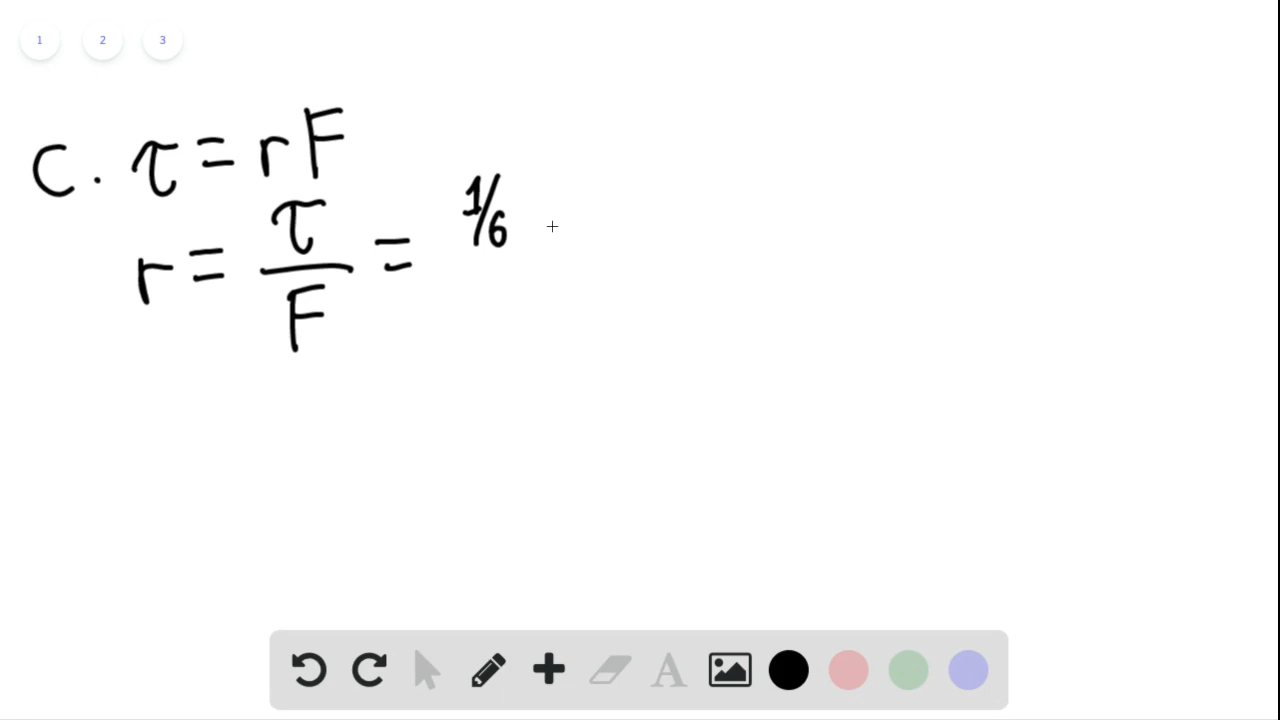 1 2 3
C. τ = rF
r = τ/F = 1/6
A